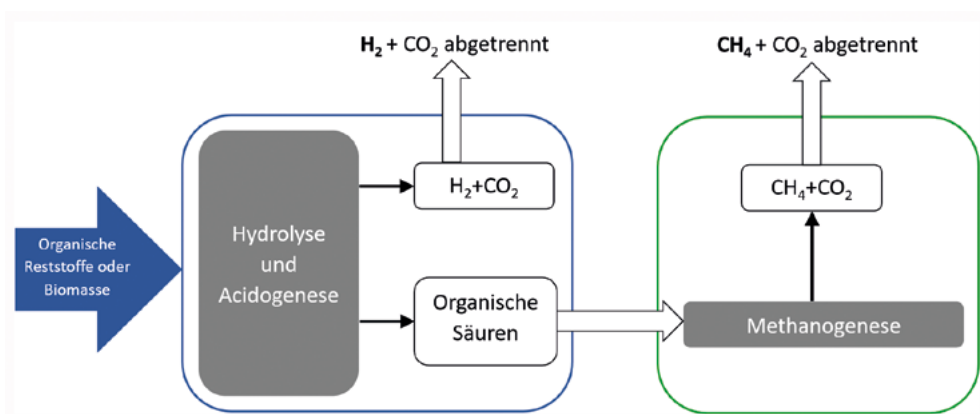 H₂ + CO₂ abgetrennt
CH₄ + CO₂ abgetrennt
Organische
Reststoffe oder
Biomasse
Hydrolyse
und
Acidogenese
H₂+CO₂
Organische
Säuren
CH₄+CO₂
Methanogenese